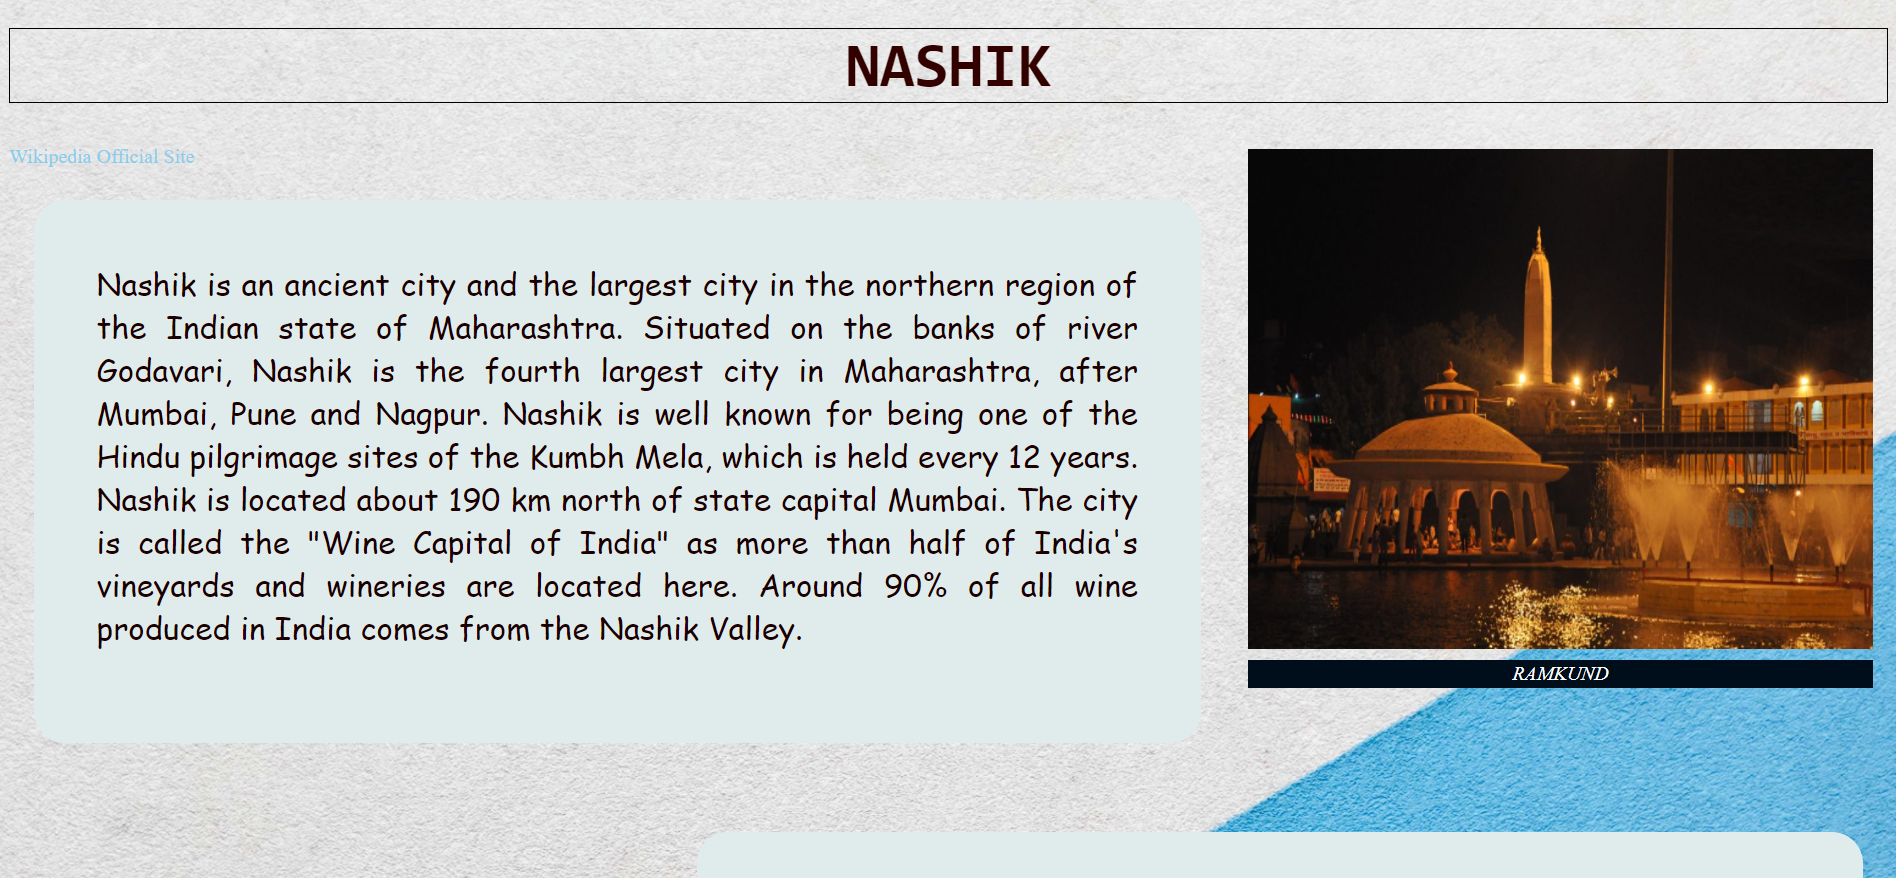 NASHIK
Wikipedia Official Site
Nashik is an ancient city and the largest city in the northern region of
the Indian state of Maharashtra. Situated on the banks of river
Godavari, Nashik is the fourth largest city in Maharashtra, after
Mumbai, Pune and Nagpur. Nashik is well known for being one of the
Hindu pilgrimage sites of the Kumbh Mela, which is held every 12 years.
Nashik is located about 190 km north of state capital Mumbai. The city
is called the "Wine Capital of India" as more than half of India's
vineyards and wineries are located here. Around 90% of all wine
produced in India comes from the Nashik Valley.
RAMKUND